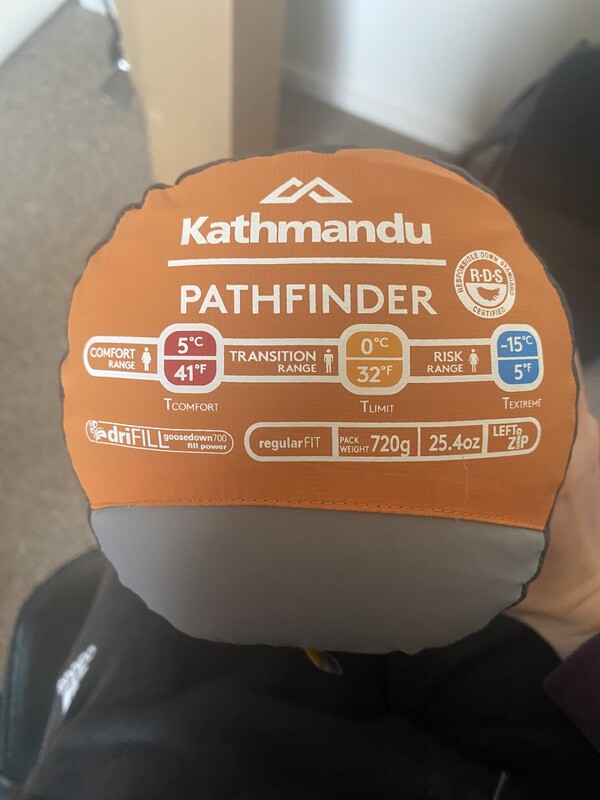 Kathmandu
PATHFINDER
RESPONSIBLE DOWN STANDARD
R·D·S
CERTIFIED
COMFORT RANGE
5°C
41°F
TRANSITION RANGE
0°C
32°F
RISK RANGE
-15°C
5°F
TCOMFORT
TLIMIT
TEXTREME
driFILL goosedown700 fill power
regularFIT
PACK WEIGHT 720g
25.4oz
LEFT ZIP